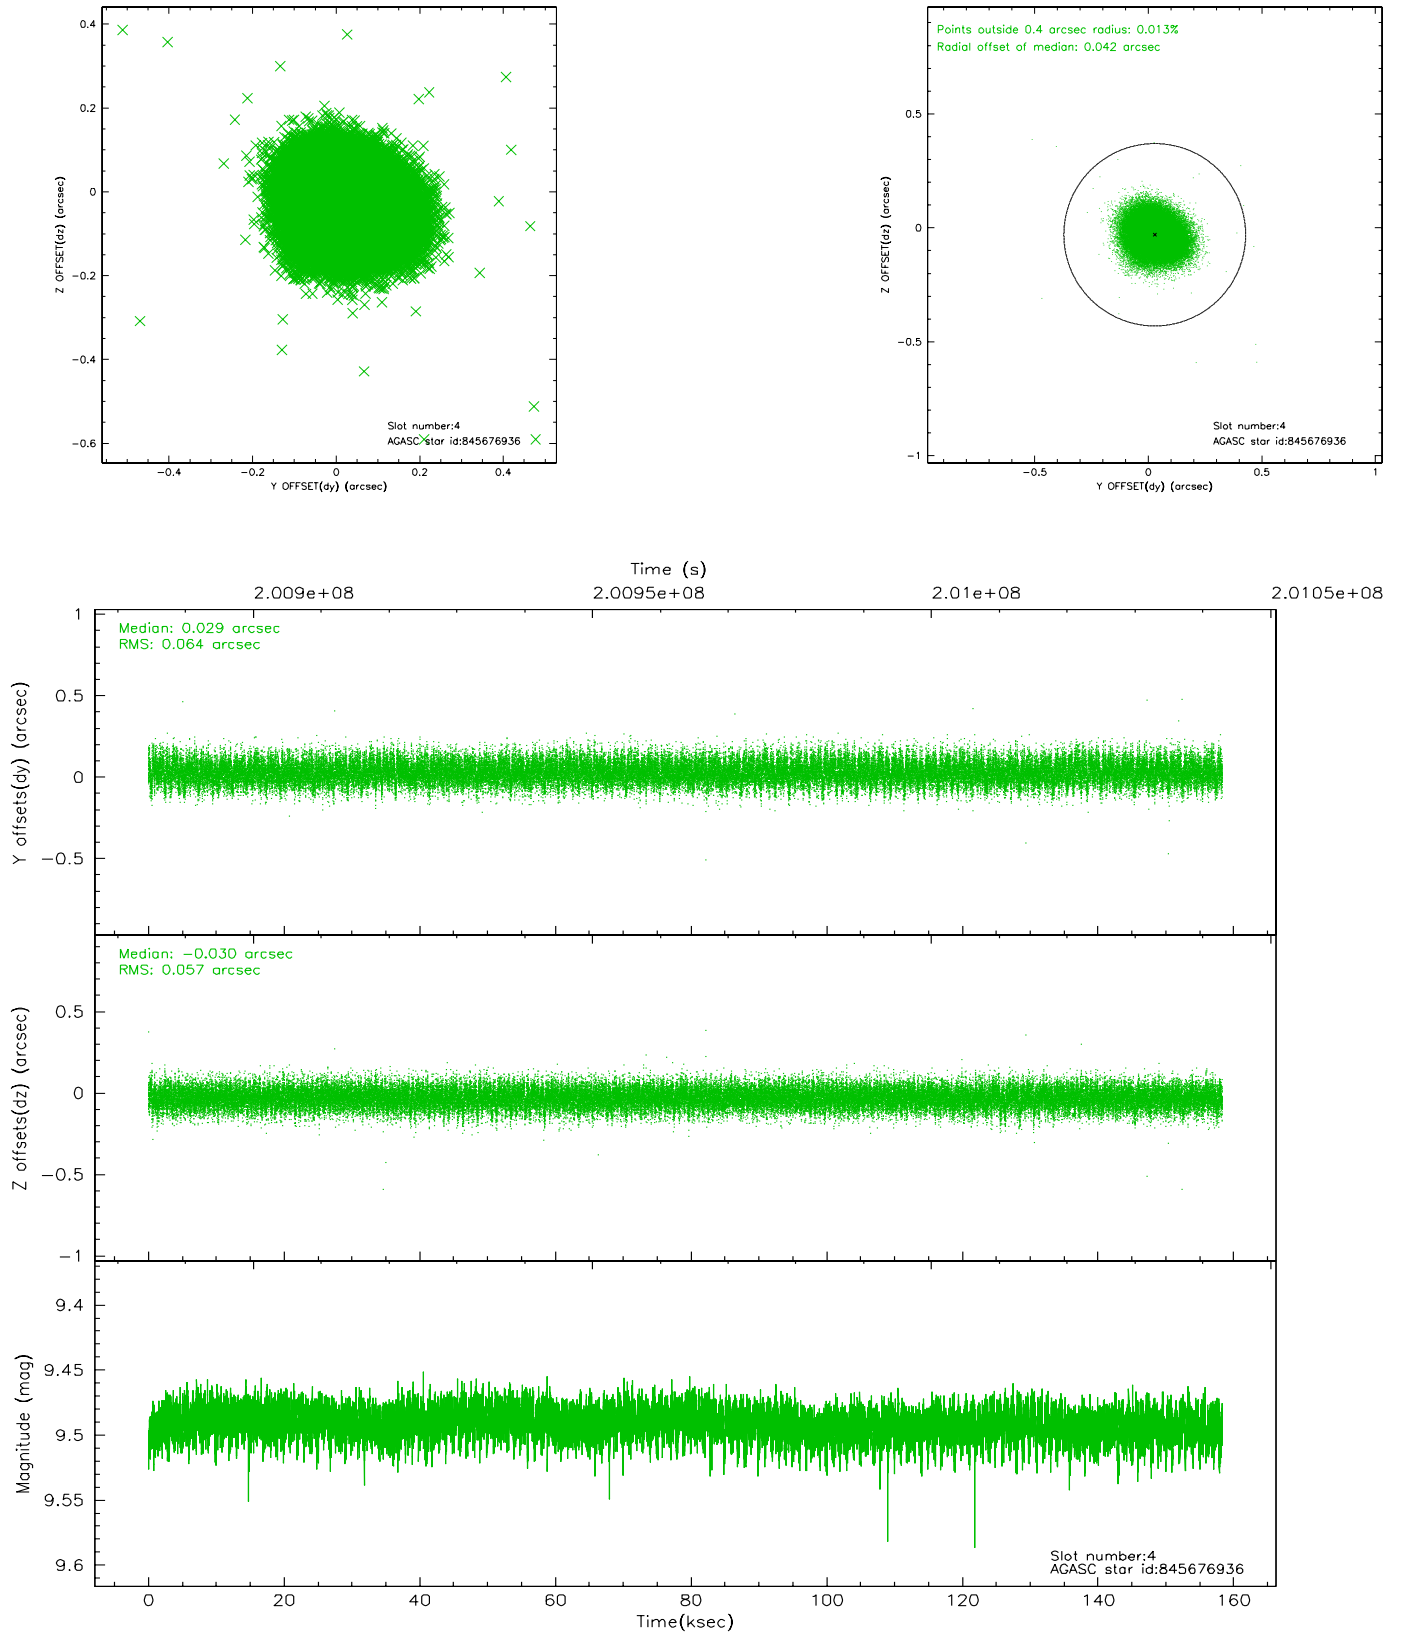 0.4
0.2
0
−0.2
−0.4
−0.6
Z OFFSET(dz) (arcsec)
−0.4
−0.2
0
0.2
0.4
Y OFFSET(dy) (arcsec)
Slot number:4
AGASC star id:845676936
Points outside 0.4 arcsec radius: 0.013%
Radial offset of median: 0.042 arcsec
0.5
0
−0.5
−1
Z OFFSET(dz) (arcsec)
−0.5
0
0.5
1
Y OFFSET(dy) (arcsec)
Slot number:4
AGASC star id:845676936
Time (s)
2.009e+08
2.0095e+08
2.01e+08
2.0105e+08
Median: 0.029 arcsec
RMS: 0.064 arcsec
1
0.5
0
−0.5
Y offsets(dy) (arcsec)
Median: −0.030 arcsec
RMS: 0.057 arcsec
0.5
0
−0.5
−1
Z offsets(dz) (arcsec)
9.4
9.45
9.5
9.55
9.6
Magnitude (mag)
Slot number:4
AGASC star id:845676936
0
20
40
60
80
100
120
140
160
Time(ksec)